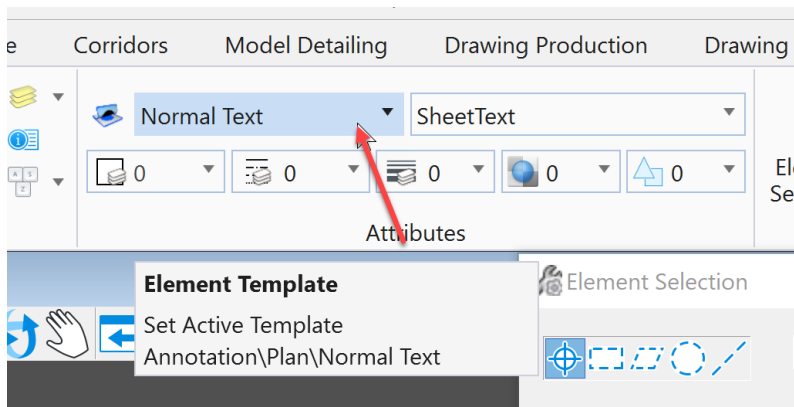 Corridors Model Detailing Drawing Production Drawing
Normal Text SheetText
0 0 0 0 0
Attributes
Element Template
Set Active Template
Annotation\Plan\Normal Text
Element Selection